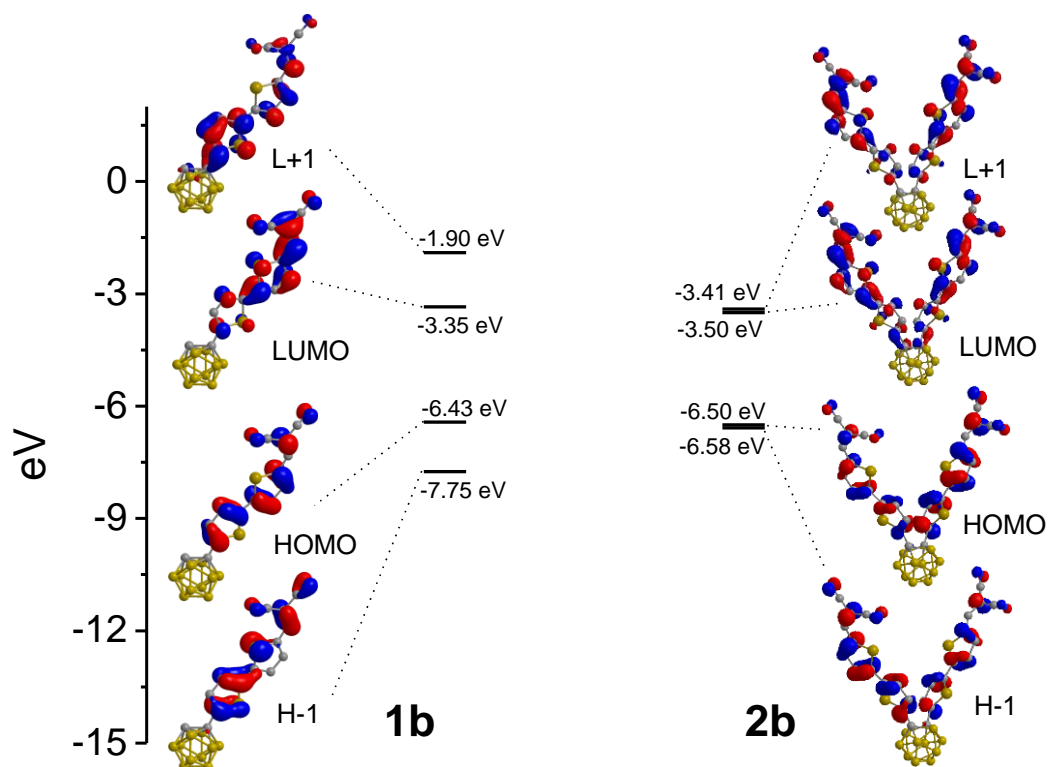 0
-3
-6
-9
-12
-15
eV
L+1
-1.90 eV
-3.35 eV
LUMO
-6.43 eV
-7.75 eV
HOMO
H-1
1b
L+1
-3.41 eV
-3.50 eV
LUMO
-6.50 eV
-6.58 eV
HOMO
H-1
2b